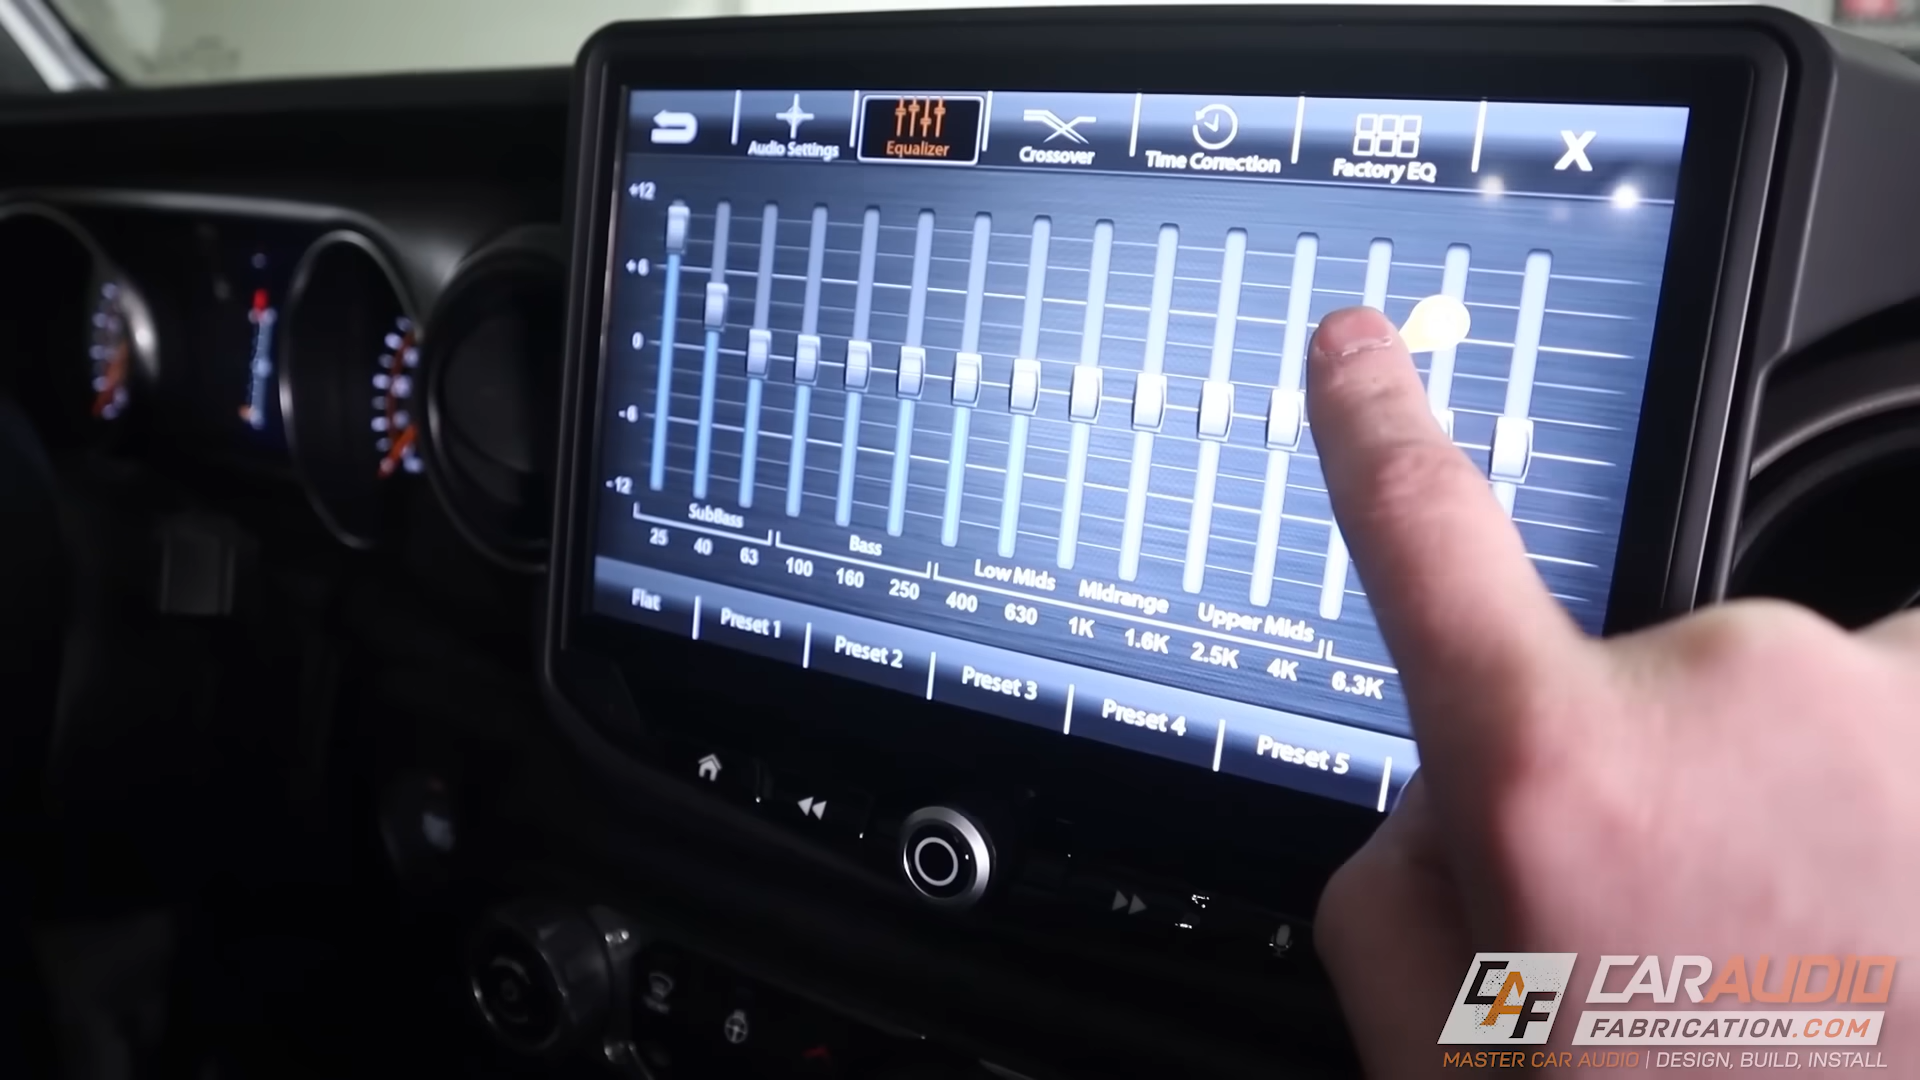 Audio Settings
Equalizer
Crossover
Time Correction
Factory EQ
X
+12
+6
0
-6
-12
SubBass
Bass
Low Mids
Midrange
Upper Mids
25 40 63 100 160 250 400 630 1K 1.6K 2.5K 4K 6.3K
Flat
Preset 1
Preset 2
Preset 3
Preset 4
Preset 5
CAF
CARAUDIO
FABRICATION.COM
MASTER CAR AUDIO | DESIGN, BUILD, INSTALL